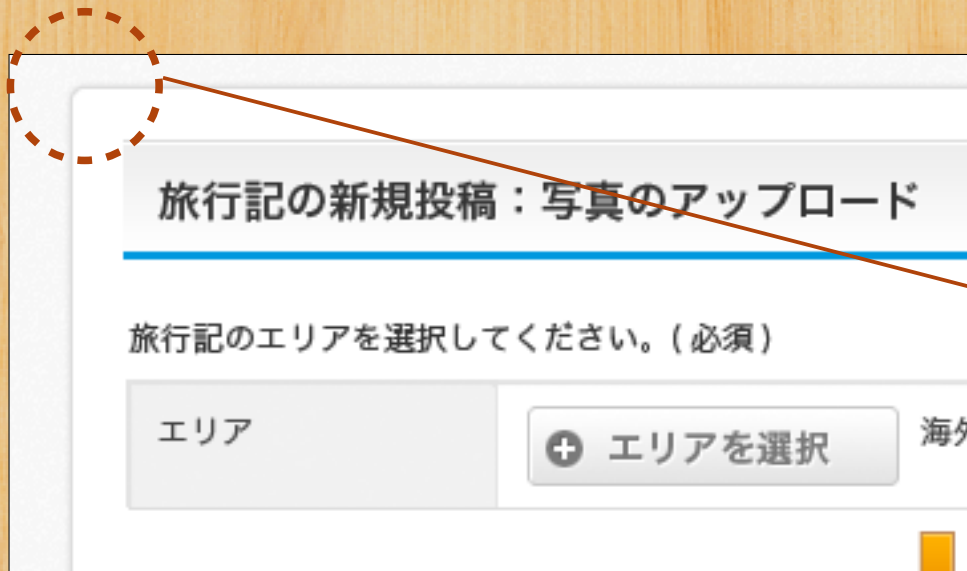 旅行記の新規投稿：写真のアップロード
旅行記のエリアを選択してください。(必須)
エリア
エリアを選択
海外